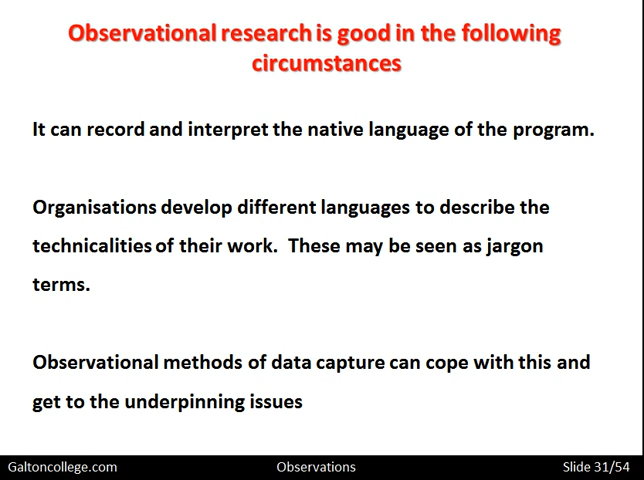 Observational research is good in the following
circumstances
It can record and interpret the native language of the program.
Organisations develop different languages to describe the
technicalities of their work.  These may be seen as jargon
terms.
Observational methods of data capture can cope with this and
get to the underpinning issues
Galtoncollege.com Observations Slide 31/54